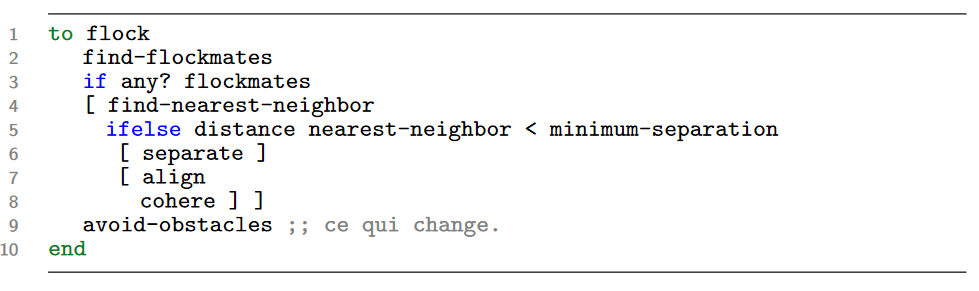 1 to flock
2 find-flockmates
3 if any? flockmates
4 [ find-nearest-neighbor
5 ifelse distance nearest-neighbor < minimum-separation
6 [ separate ]
7 [ align
8 cohere ] ]
9 avoid-obstacles ;; ce qui change.
10 end